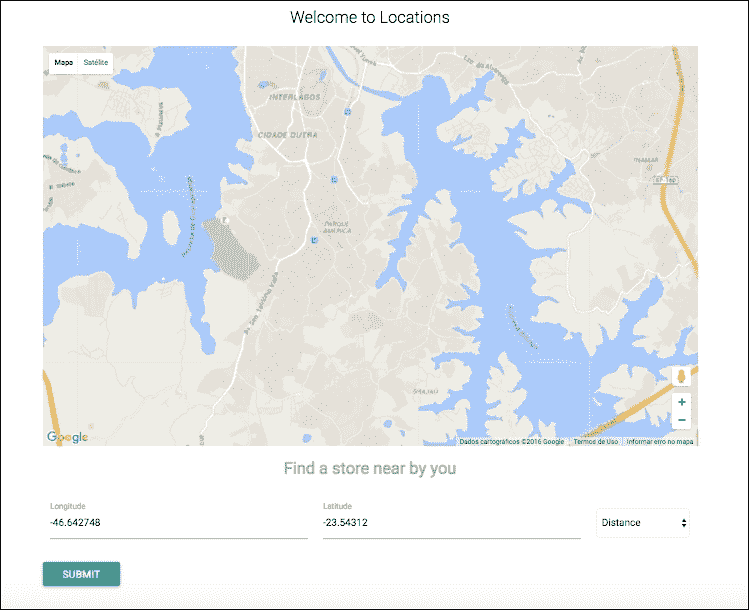 Welcome to Locations
Mapa Satélite
INTERLAGOS
CIDADE DUTRA
PARQUE
AMÉRICA
GRAJAÚ
Google
+
−
Dados cartográficos ©2016 Google Termos de Uso Informar erro no mapa
Find a store near by you
Longitude Latitude
-46.642748 -23.54312 Distance
SUBMIT